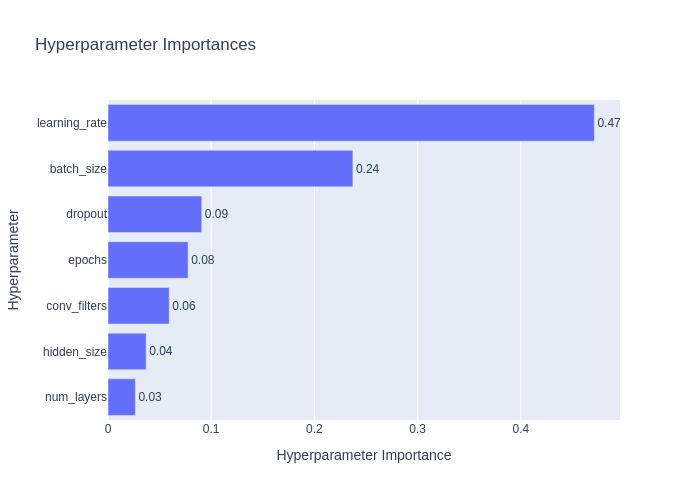 Hyperparameter Importances
learning_rate 0.47
batch_size 0.24
dropout 0.09
epochs 0.08
conv_filters 0.06
hidden_size 0.04
num_layers 0.03
0 0.1 0.2 0.3 0.4
Hyperparameter Importance
Hyperparameter